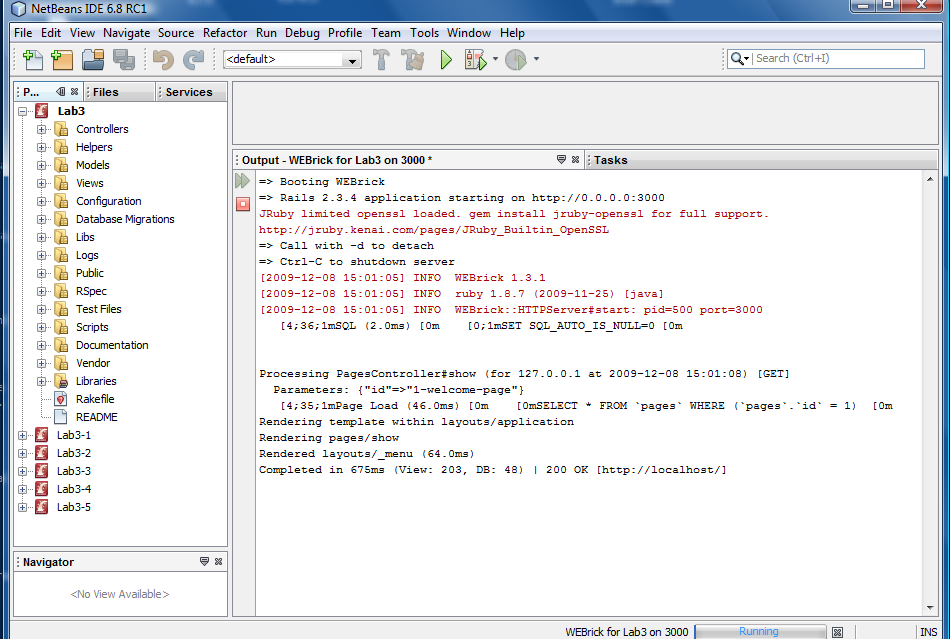 NetBeans IDE 6.8 RC1
File Edit View Navigate Source Refactor Run Debug Profile Team Tools Window Help
<default>
Search (Ctrl+I)
P... Files Services
Lab3
Controllers
Helpers
Models
Views
Configuration
Database Migrations
Libs
Logs
Public
RSpec
Test Files
Scripts
Documentation
Vendor
Libraries
Rakefile
README
Lab3-1
Lab3-2
Lab3-3
Lab3-4
Lab3-5
Navigator
<No View Available>
Output - WEBrick for Lab3 on 3000 * Tasks
=> Booting WEBrick
=> Rails 2.3.4 application starting on http://0.0.0.0:3000
JRuby limited openssl loaded. gem install jruby-openssl for full support.
http://jruby.kenai.com/pages/JRuby_Builtin_OpenSSL
=> Call with -d to detach
=> Ctrl-C to shutdown server
[2009-12-08 15:01:05] INFO  WEBrick 1.3.1
[2009-12-08 15:01:05] INFO  ruby 1.8.7 (2009-11-25) [java]
[2009-12-08 15:01:05] INFO  WEBrick::HTTPServer#start: pid=500 port=3000
[4;36;1mSQL (2.0ms) [0m    [0;1mSET SQL_AUTO_IS_NULL=0 [0m
Processing PagesController#show (for 127.0.0.1 at 2009-12-08 15:01:08) [GET]
Parameters: {"id"=>"1-welcome-page"}
[4;35;1mPage Load (46.0ms) [0m    [0mSELECT * FROM `pages` WHERE (`pages`.`id` = 1)  [0m
Rendering template within layouts/application
Rendering pages/show
Rendered layouts/_menu (64.0ms)
Completed in 675ms (View: 203, DB: 48) | 200 OK [http://localhost/]
WEBrick for Lab3 on 3000 Running INS